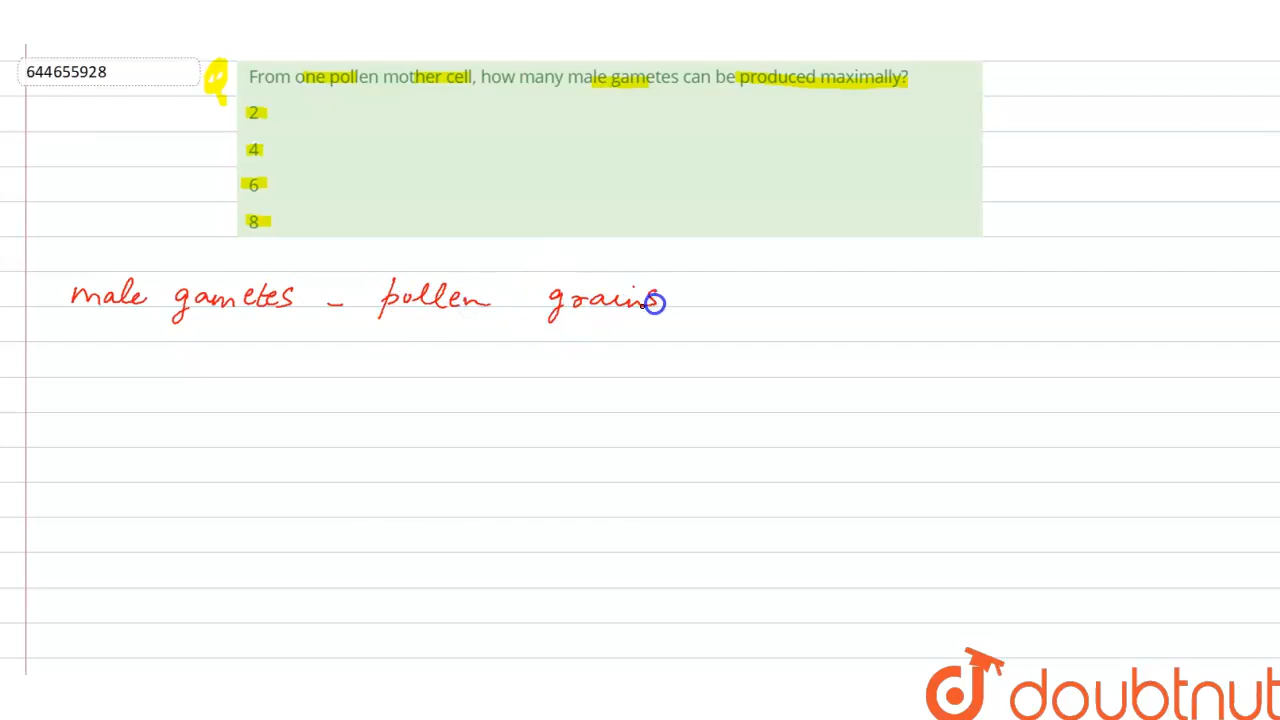 644655928
From one pollen mother cell, how many male gametes can be produced maximally?
2
4
6
8
male gametes - pollen grains
doubtnut